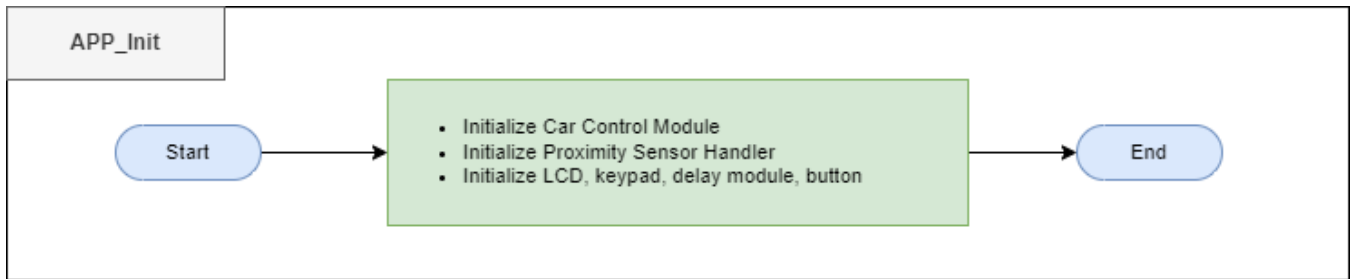 APP_Init
Start
• Initialize Car Control Module
• Initialize Proximity Sensor Handler
• Initialize LCD, keypad, delay module, button
End